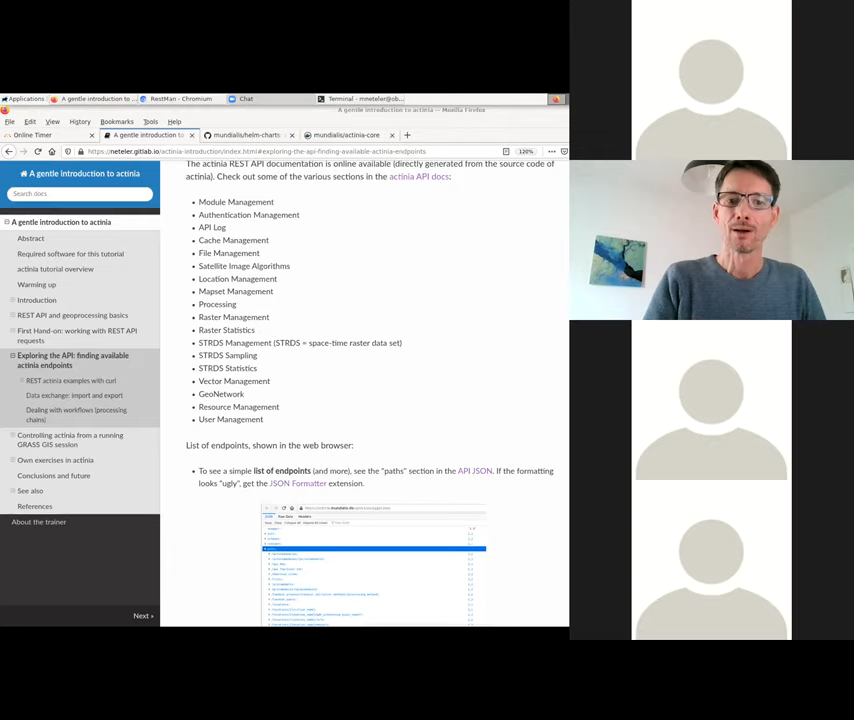 Applications
A gentle introduction to ...
RestMan - Chromium
Chat
Terminal - mneteler@ob...
A gentle introduction to actinia — Mozilla Firefox
File Edit View History Bookmarks Tools Help
Online Timer
A gentle introduction to
mundialis/helm-charts
mundialis/actinia-core
https://neteler.gitlab.io/actinia-introduction/index.html#exploring-the-api-finding-available-actinia-endpoints
120%
A gentle introduction to actinia
Search docs
A gentle introduction to actinia
Abstract
Required software for this tutorial
actinia tutorial overview
Warming up
Introduction
REST API and geoprocessing basics
First Hand-on: working with REST API
requests
Exploring the API: finding available
actinia endpoints
REST actinia examples with curl
Data exchange: import and export
Dealing with workflows (processing
chains)
Controlling actinia from a running
GRASS GIS session
Own exercises in actinia
Conclusions and future
See also
References
About the trainer
Next »
The actinia REST API documentation is online available (directly generated from the source code of
actinia). Check out some of the various sections in the actinia API docs:
• Module Management
• Authentication Management
• API Log
• Cache Management
• File Management
• Satellite Image Algorithms
• Location Management
• Mapset Management
• Processing
• Raster Management
• Raster Statistics
• STRDS Management (STRDS = space-time raster data set)
• STRDS Sampling
• STRDS Statistics
• Vector Management
• GeoNetwork
• Resource Management
• User Management
List of endpoints, shown in the web browser:
• To see a simple list of endpoints (and more), see the "paths" section in the API JSON. If the formatting
looks "ugly", get the JSON Formatter extension.